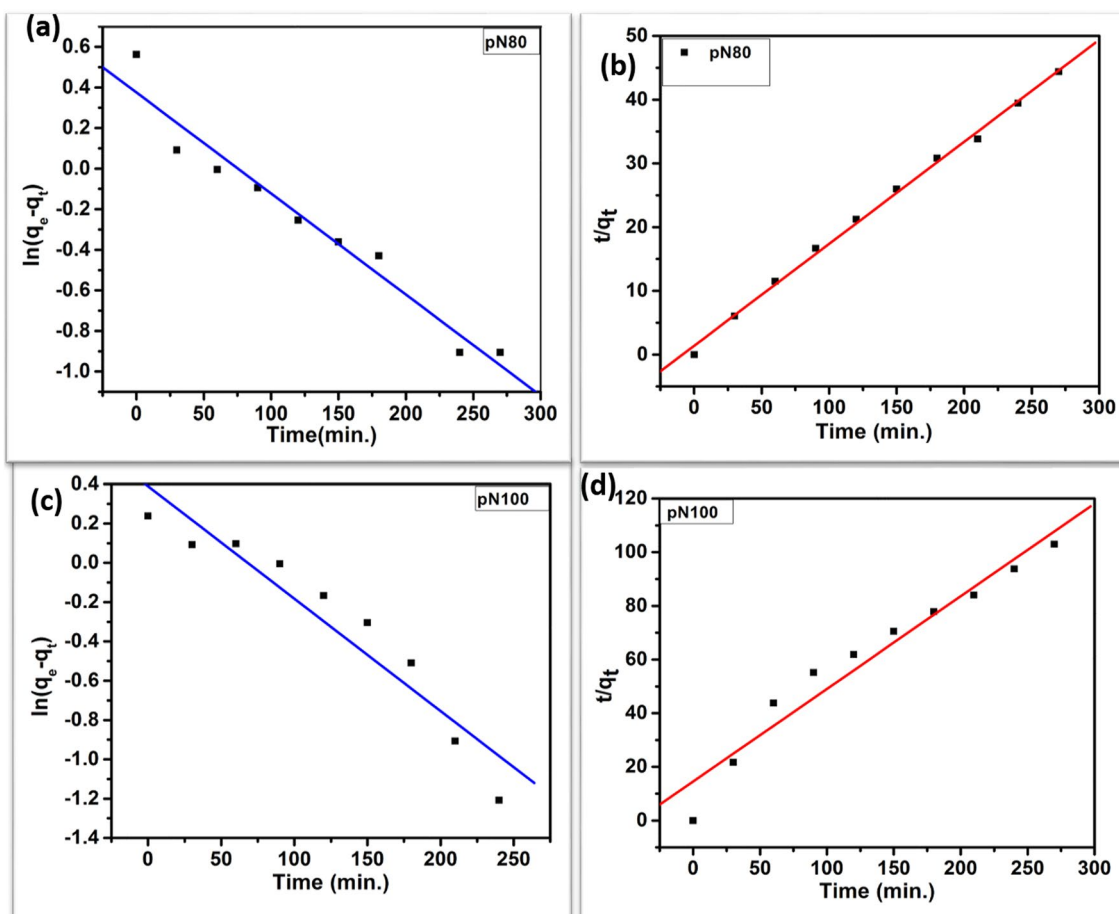 (a)
pN80
ln(qe-qt)
0.6
0.4
0.2
0.0
-0.2
-0.4
-0.6
-0.8
-1.0
0 50 100 150 200 250 300
Time(min.)
(b)
pN80
t/qt
50
40
30
20
10
0
0 50 100 150 200 250 300
Time (min.)
(c)
pN100
ln(qe-qt)
0.4
0.2
0.0
-0.2
-0.4
-0.6
-0.8
-1.0
-1.2
-1.4
0 50 100 150 200 250
Time (min.)
(d)
pN100
t/qt
120
100
80
60
40
20
0
0 50 100 150 200 250 300
Time (min.)